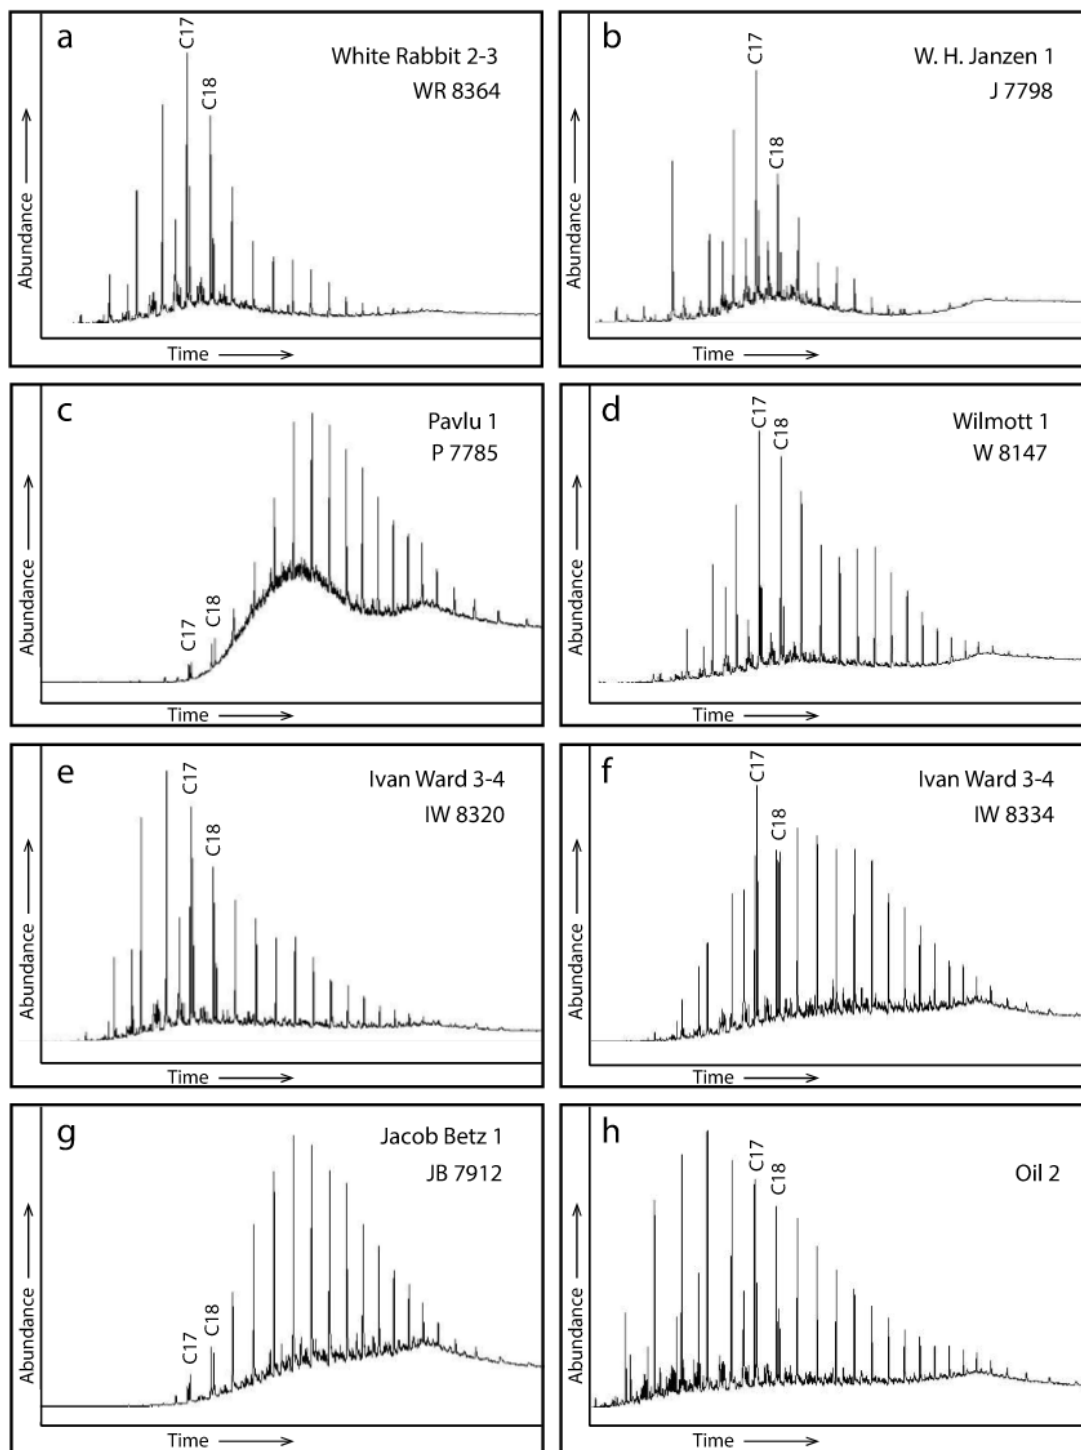 a
White Rabbit 2-3
WR 8364
C17
C18
Abundance
Time
b
W. H. Janzen 1
J 7798
C17
C18
Abundance
Time
c
Pavlu 1
P 7785
C17
C18
Abundance
Time
d
Wilmott 1
W 8147
C17
C18
Abundance
Time
e
Ivan Ward 3-4
IW 8320
C17
C18
Abundance
Time
f
Ivan Ward 3-4
IW 8334
C17
C18
Abundance
Time
g
Jacob Betz 1
JB 7912
C17
C18
Abundance
Time
h
Oil 2
C17
C18
Abundance
Time